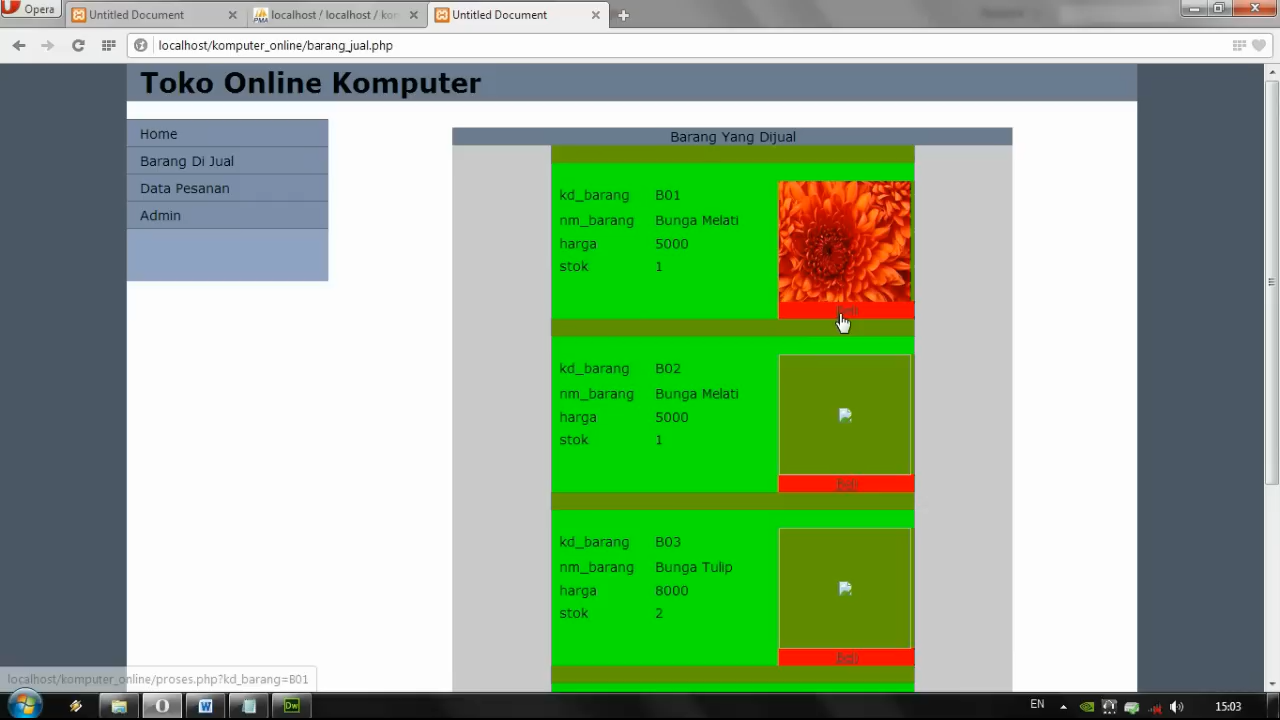 Opera
Untitled Document
localhost / localhost / kom
Untitled Document
localhost/komputer_online/barang_jual.php
Toko Online Komputer
Home
Barang Di Jual
Data Pesanan
Admin
Barang Yang Dijual
kd_barang B01
nm_barang Bunga Melati
harga 5000
stok 1
kd_barang B02
nm_barang Bunga Melati
harga 5000
stok 1
Beli
kd_barang B03
nm_barang Bunga Tulip
harga 8000
stok 2
Beli
localhost/komputer_online/proses.php?kd_barang=B01
W
Dw
EN
15:03